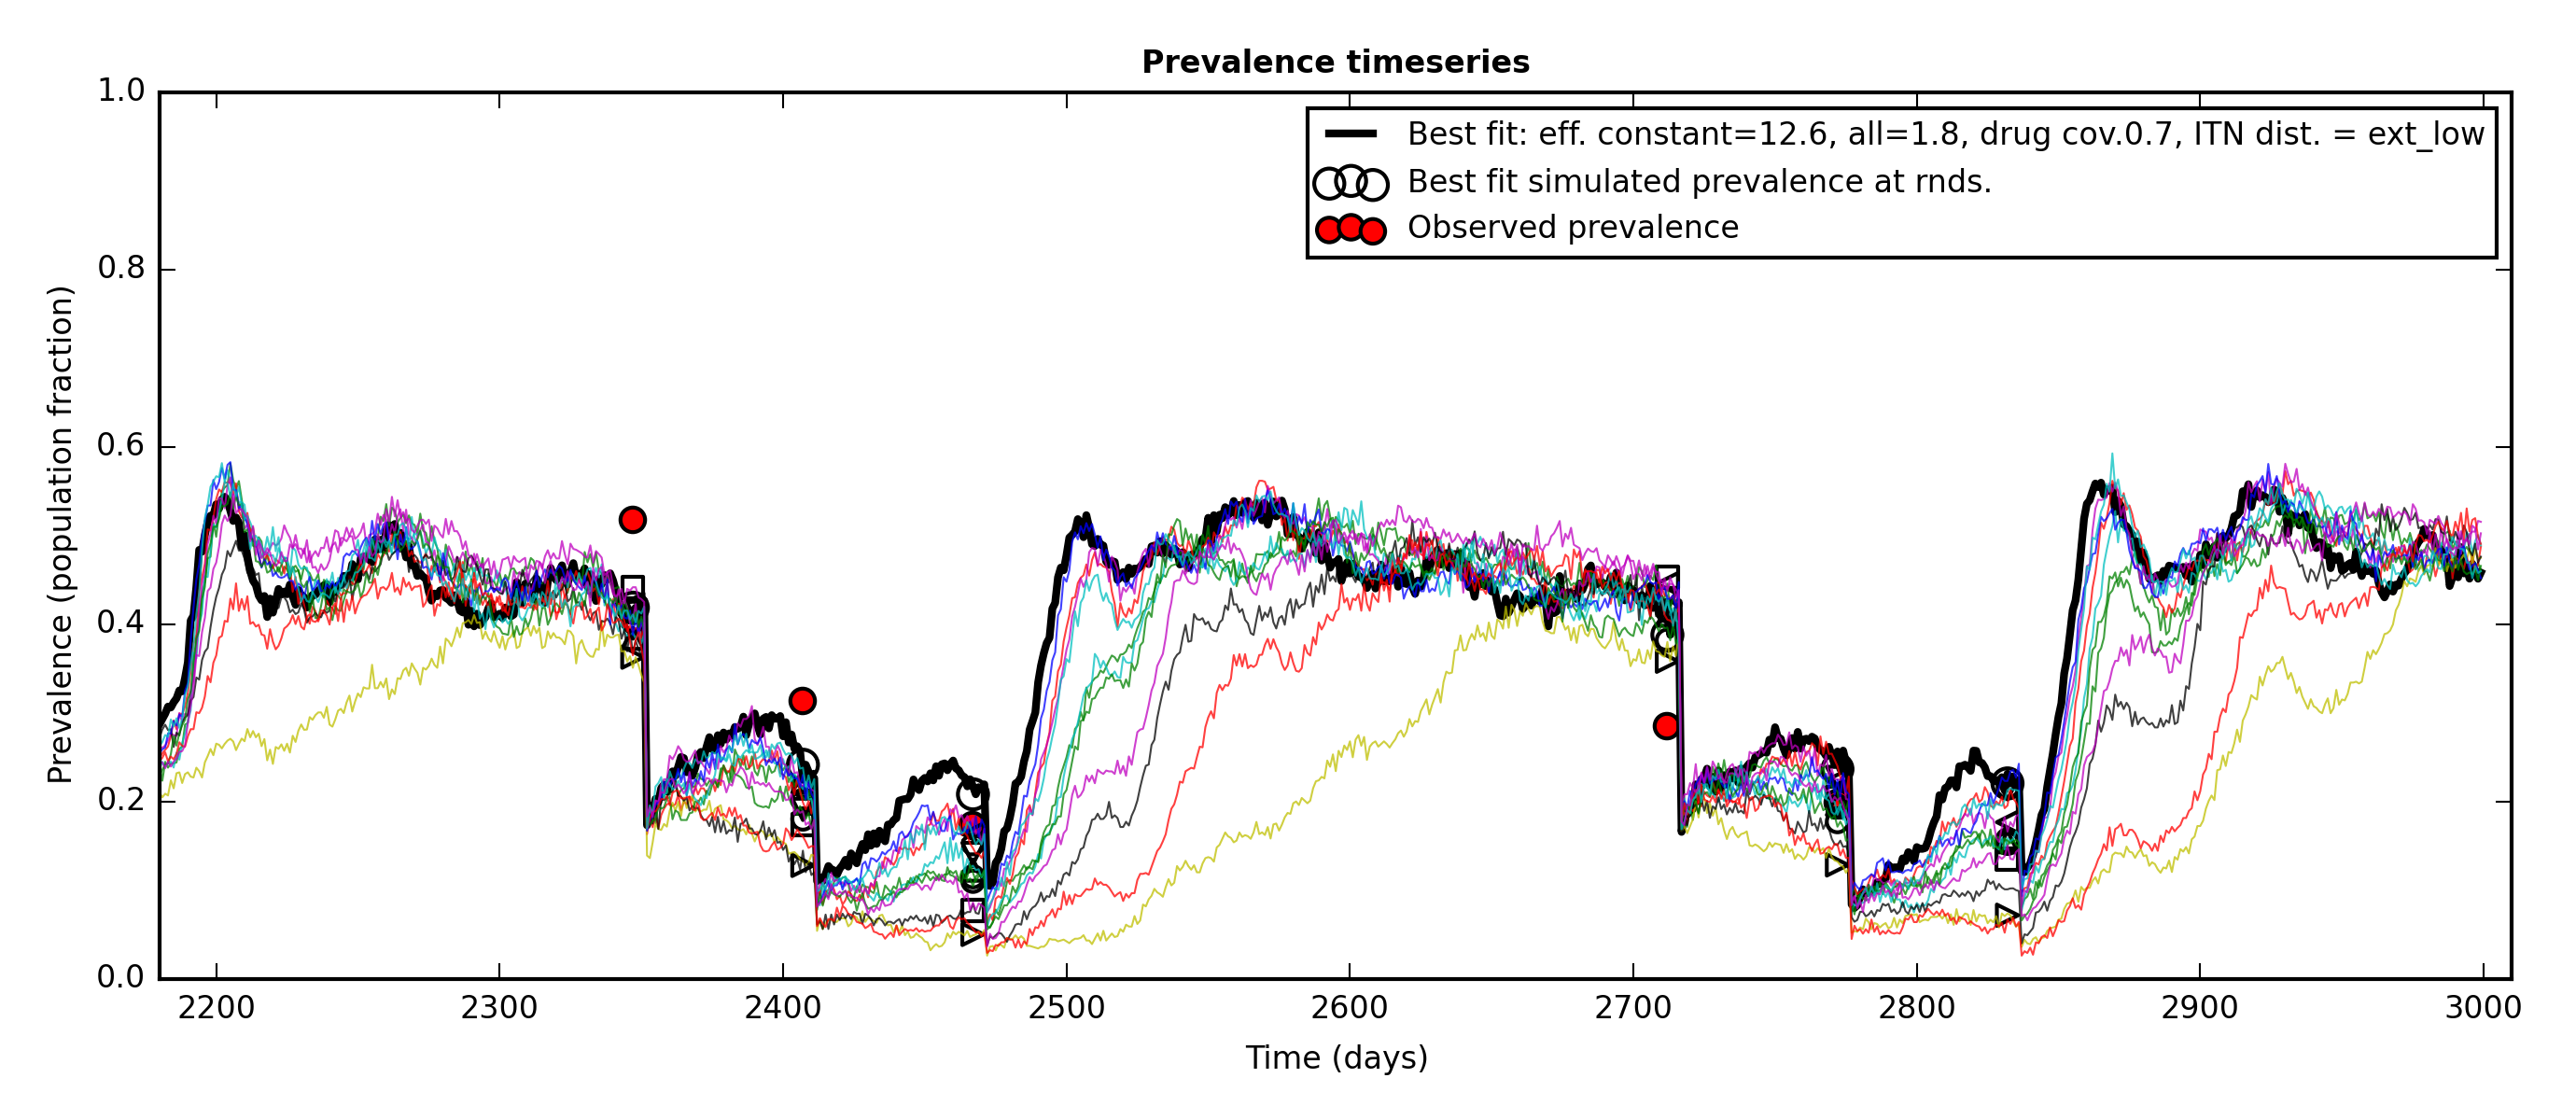 Prevalence timeseries
Best fit: eff. constant=12.6, all=1.8, drug cov.0.7, ITN dist. = ext_low
Best fit simulated prevalence at rnds.
Observed prevalence
Prevalence (population fraction)
1.0
0.8
0.6
0.4
0.2
0.0
2200 2300 2400 2500 2600 2700 2800 2900 3000
Time (days)